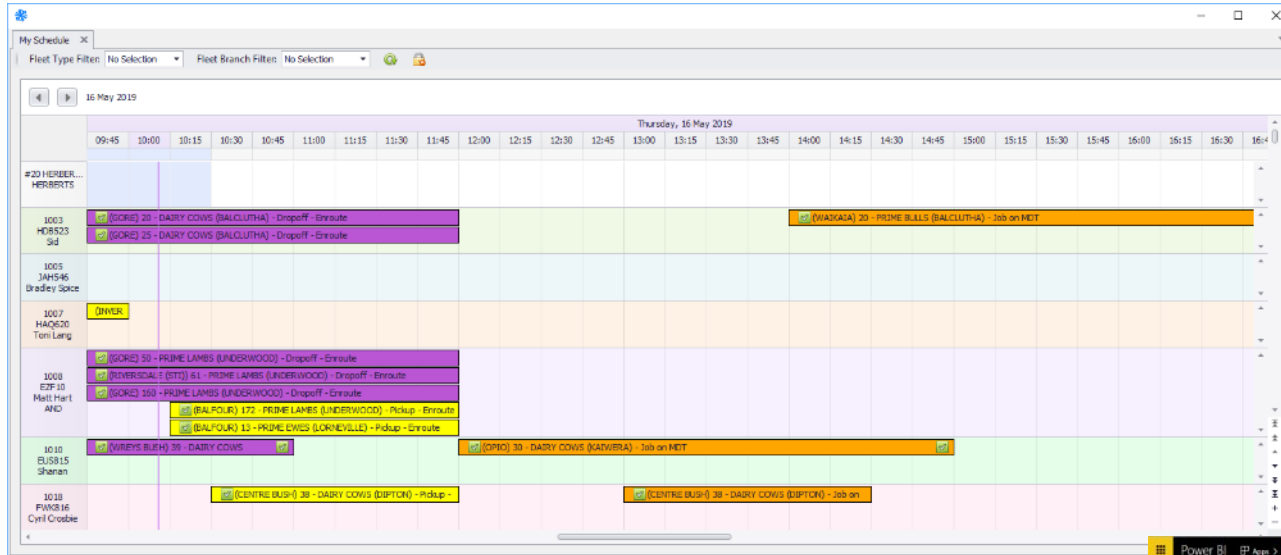 My Schedule
Fleet Type Filter: No Selection Fleet Branch Filter: No Selection
16 May 2019
Thursday, 16 May 2019
09:45 10:00 10:15 10:30 10:45 11:00 11:15 11:30 11:45 12:00 12:15 12:30 12:45 13:00 13:15 13:30 13:45 14:00 14:15 14:30 14:45 15:00 15:15 15:30 15:45 16:00 16:15 16:30 16:4
#20 HERBER...
HERBERTS
1003
HDB523
Sid
(GORE) 20 - DAIRY COWS (BALCLUTHA) - Dropoff - Enroute
(WAIKAIA) 20 - PRIME BULLS (BALCLUTHA) - Job on MDT
(GORE) 25 - DAIRY COWS (BALCLUTHA) - Dropoff - Enroute
1005
JAH546
Bradley Spice
1007
HAQ620
Toni Lang
(INVER
1008
EZF10
Matt Hart
AND
(GORE) 50 - PRIME LAMBS (UNDERWOOD) - Dropoff - Enroute
(RIVERSDALE (STI)) 61 - PRIME LAMBS (UNDERWOOD) - Dropoff - Enroute
(GORE) 160 - PRIME LAMBS (UNDERWOOD) - Dropoff - Enroute
(BALFOUR) 172 - PRIME LAMBS (UNDERWOOD) - Pickup - Enroute
(BALFOUR) 13 - PRIME EWES (LORNEVILLE) - Pickup - Enroute
1010
EUS815
Shanan
(WREYS BUSH) 39 - DAIRY COWS
(OPIO) 30 - DAIRY COWS (KAIWERA) - Job on MDT
1018
FWK816
Cyril Crosbie
(CENTRE BUSH) 38 - DAIRY COWS (DIPTON) - Pickup -
(CENTRE BUSH) 38 - DAIRY COWS (DIPTON) - Job on
Power BI Apps